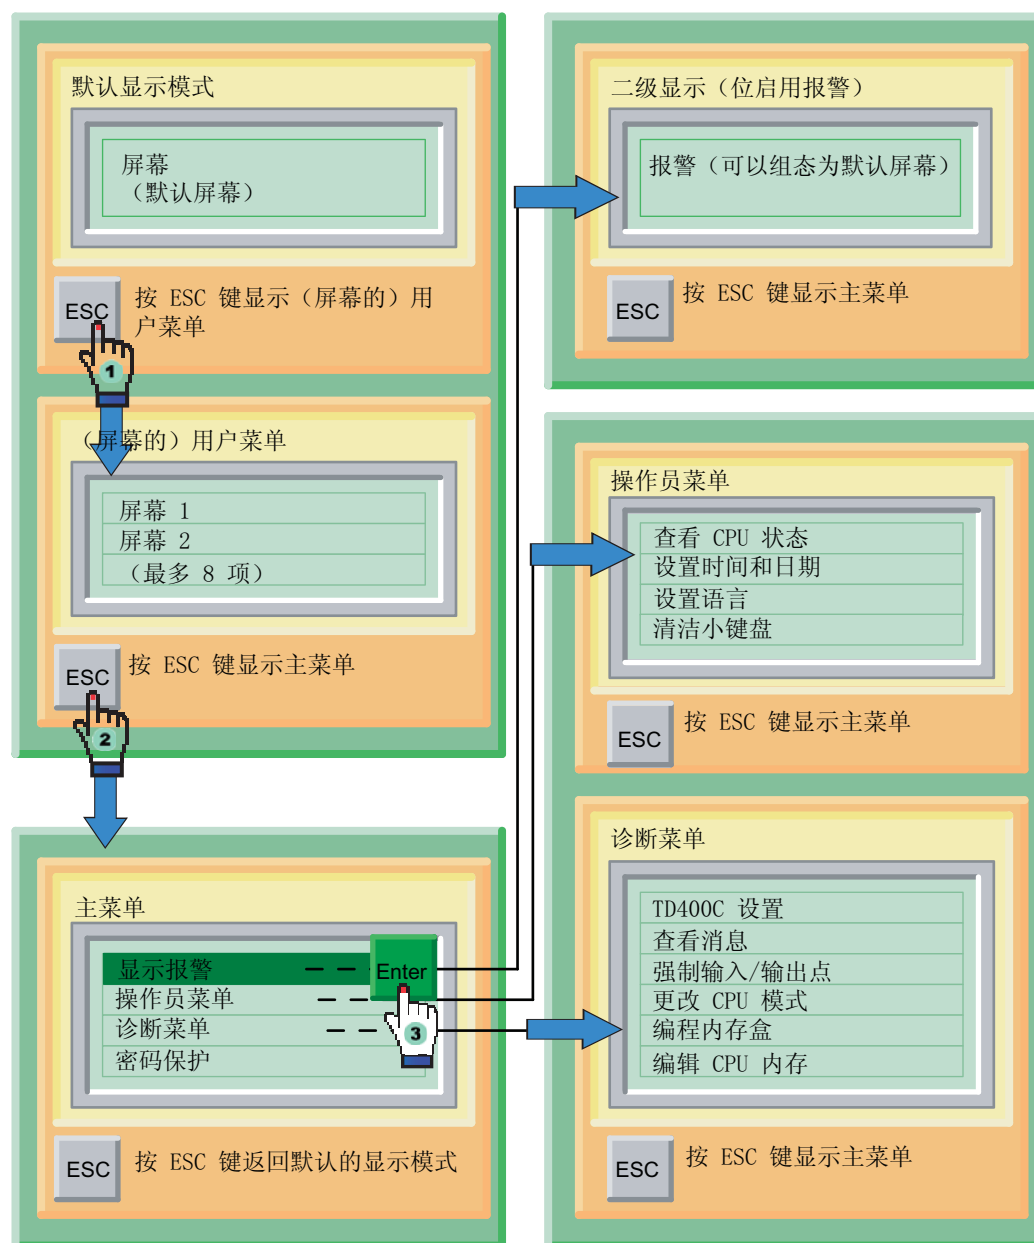 默认显示模式
屏幕
（默认屏幕）
ESC
按 ESC 键显示（屏幕的）用
户菜单
1
（屏幕的）用户菜单
屏幕 1
屏幕 2
（最多 8 项）
ESC
按 ESC 键显示主菜单
2
主菜单
显示报警
Enter
操作员菜单
诊断菜单
3
密码保护
ESC
按 ESC 键返回默认的显示模式
二级显示（位启用报警）
报警（可以组态为默认屏幕）
ESC
按 ESC 键显示主菜单
操作员菜单
查看 CPU 状态
设置时间和日期
设置语言
清洁小键盘
ESC
按 ESC 键显示主菜单
诊断菜单
TD400C 设置
查看消息
强制输入/输出点
更改 CPU 模式
编程内存盒
编辑 CPU 内存
ESC
按 ESC 键显示主菜单